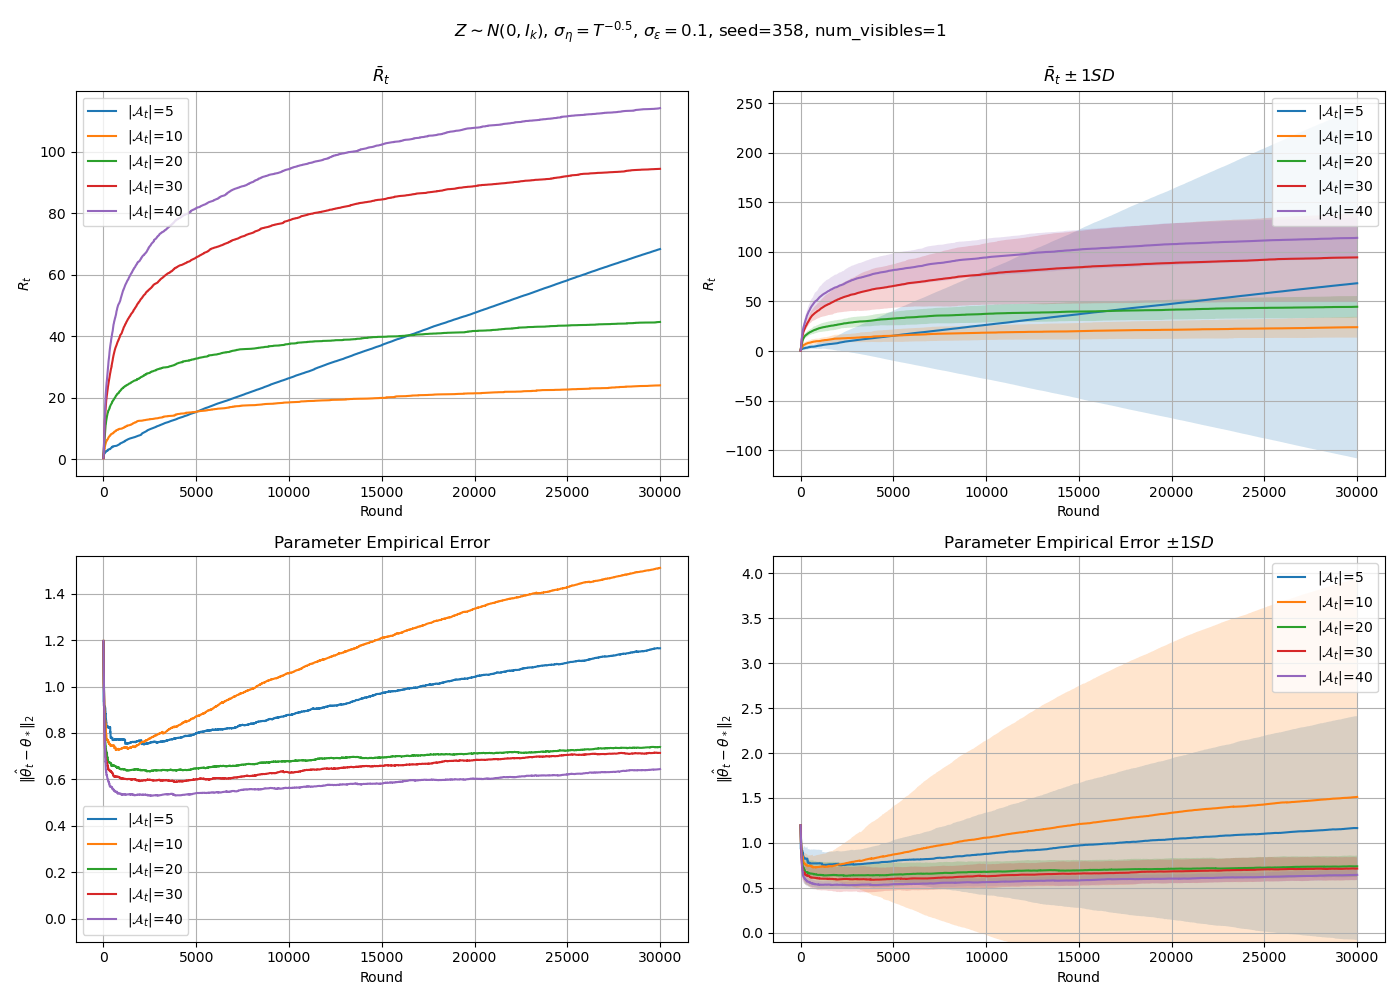 Z ~ N(0, I_k), σ_η = T^{−0.5}, σ_ε = 0.1, seed=358, num_visibles=1
R̄_t
|𝒜_t|=5
|𝒜_t|=10
|𝒜_t|=20
|𝒜_t|=30
|𝒜_t|=40
100
80
60
40
20
0
R_t
0 5000 10000 15000 20000 25000 30000
Round
R̄_t ± 1SD
|𝒜_t|=5
|𝒜_t|=10
|𝒜_t|=20
|𝒜_t|=30
|𝒜_t|=40
250
200
150
100
50
0
−50
−100
R_t
0 5000 10000 15000 20000 25000 30000
Round
Parameter Empirical Error
1.4
1.2
1.0
0.8
0.6
0.4
0.2
0.0
‖θ̂_t − θ_*‖_2
|𝒜_t|=5
|𝒜_t|=10
|𝒜_t|=20
|𝒜_t|=30
|𝒜_t|=40
0 5000 10000 15000 20000 25000 30000
Round
Parameter Empirical Error ±1SD
|𝒜_t|=5
|𝒜_t|=10
|𝒜_t|=20
|𝒜_t|=30
|𝒜_t|=40
4.0
3.5
3.0
2.5
2.0
1.5
1.0
0.5
0.0
‖θ̂_t − θ_*‖_2
0 5000 10000 15000 20000 25000 30000
Round